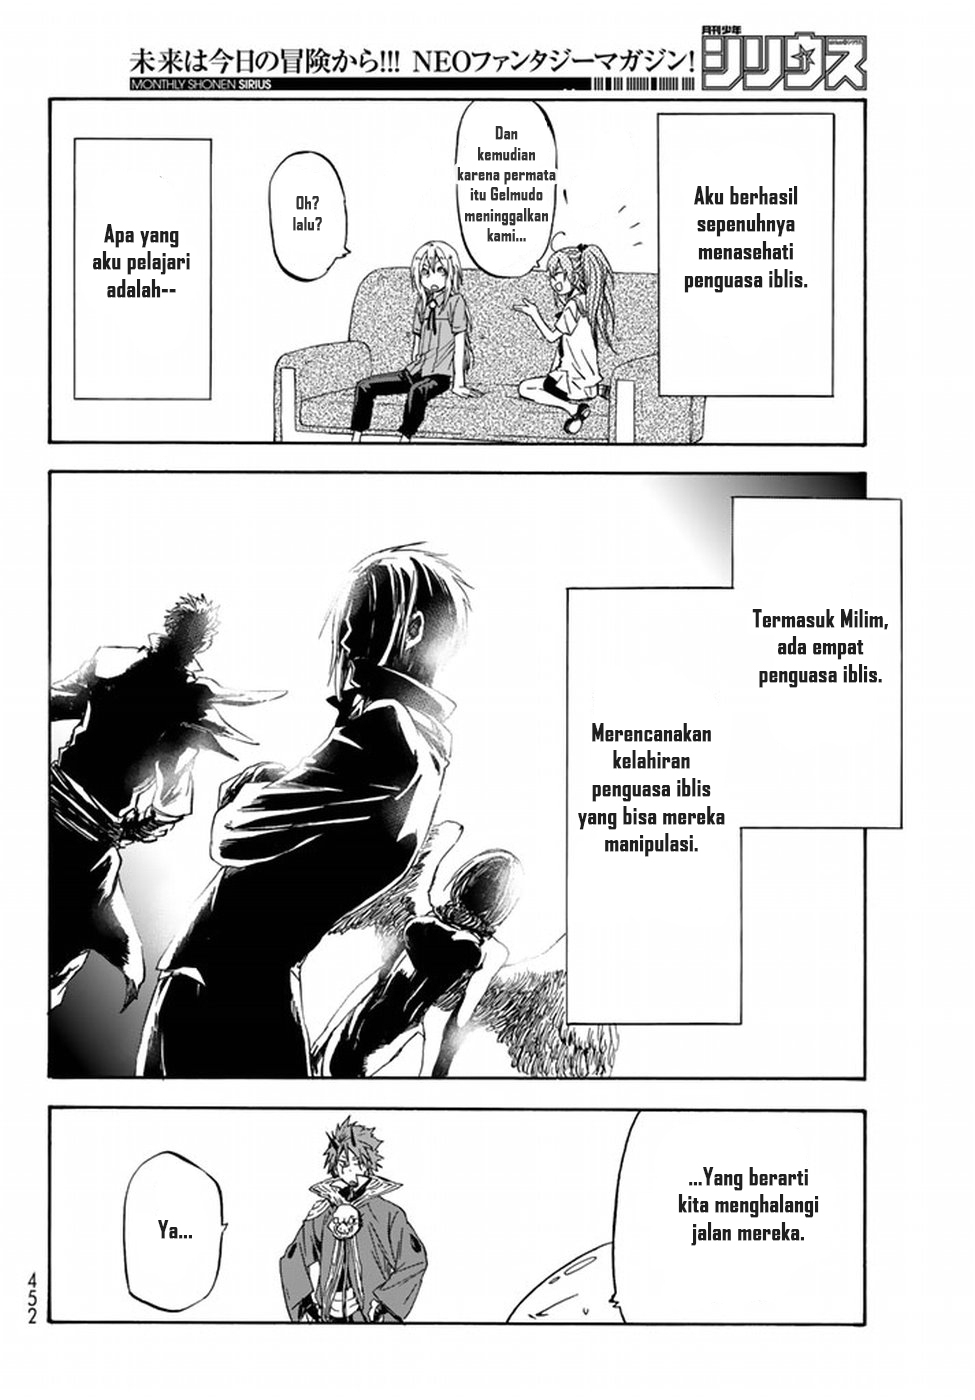 未来は今日の冒険から!!! NEOファンタジーマガジン!
月刊少年
シリウス
MONTHLY SHONEN SIRIUS
Aku berhasil
sepenuhnya
menasehati
penguasa iblis.
Dan
kemudian
karena permata
itu Gelmudo
meninggalkan
kami...
Oh?
lalu?
Apa yang
aku pelajari
adalah--
Termasuk Milim,
ada empat
penguasa iblis.
Merencanakan
kelahiran
penguasa iblis
yang bisa mereka
manipulasi.
...Yang berarti
kita menghalangi
jalan mereka.
Ya...
452